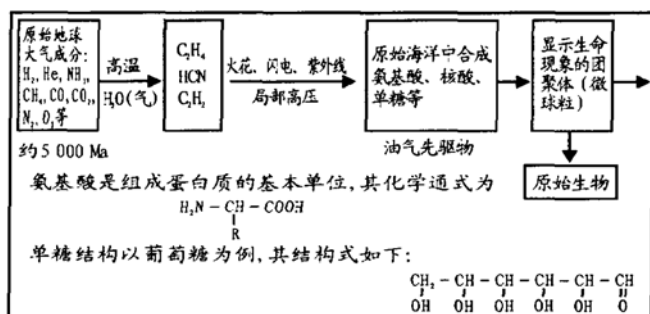 原始地球
大气成分:
H₂, He, NH₃,
CH₄, CO, CO₂,
N₂, O₂等
约5 000 Ma
高温
H₂O(气)
C₂H₄
HCN
C₂H₂
火花、闪电、紫外线
局部高压
原始海洋中合成
氨基酸、核酸、
单糖等
油气先驱物
显示生命
现象的团
聚体(微
球粒)
原始生物
氨基酸是组成蛋白质的基本单位,其化学通式为
H₂N-CH-COOH
R
单糖结构以葡萄糖为例,其结构式如下:
CH₂-CH-CH-CH-CH-CH
OH OH OH OH OH O